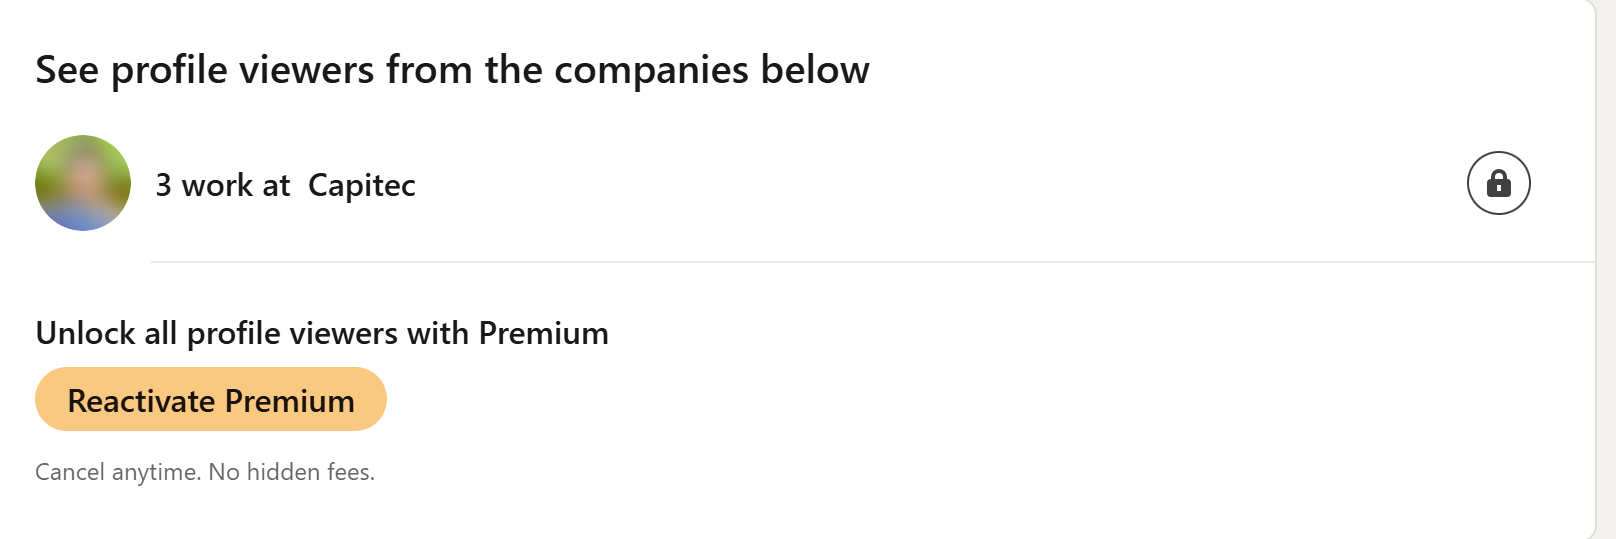 See profile viewers from the companies below
3 work at  Capitec
Unlock all profile viewers with Premium
Reactivate Premium
Cancel anytime. No hidden fees.